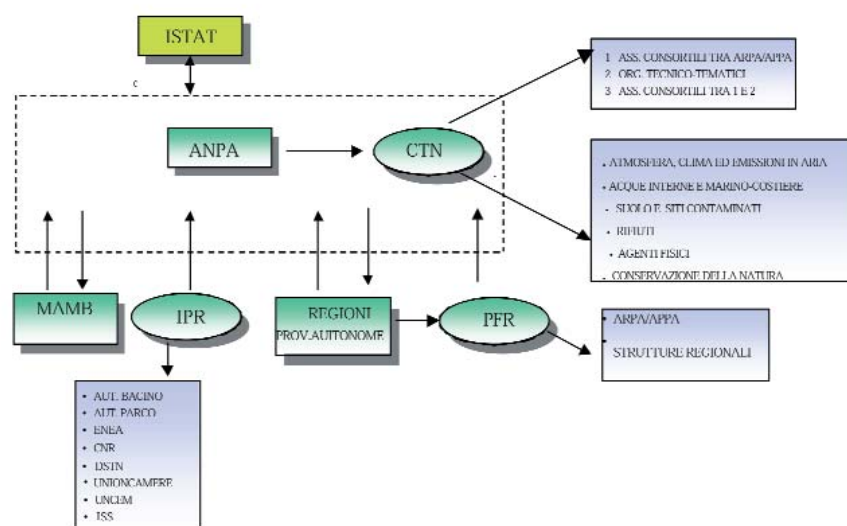 ISTAT
c
1 ASS. CONSORTILI TRA ARPA/APPA
2 ORG. TECNICO-TEMATICI
3 ASS. CONSORTILI TRA 1 E 2
ANPA
CTN
• ATMOSFERA, CLIMA ED EMISSIONI IN ARIA
• ACQUE INTERNE E MARINO-COSTIERE
- SUOLO E SITI CONTAMINATI
• RIFIUTI
• AGENTI FISICI
- CONSERVAZIONE DELLA NATURA
MAMB
IPR
REGIONI
PROV.AUITONOME
PFR
• ARPA/APPA
• STRUTTURE REGIONALI
• AUT. BACINO
• AUT. PARCO
• ENEA
• CNR
• DSTN
• UNIONCAMERE
• UNCEM
• ISS